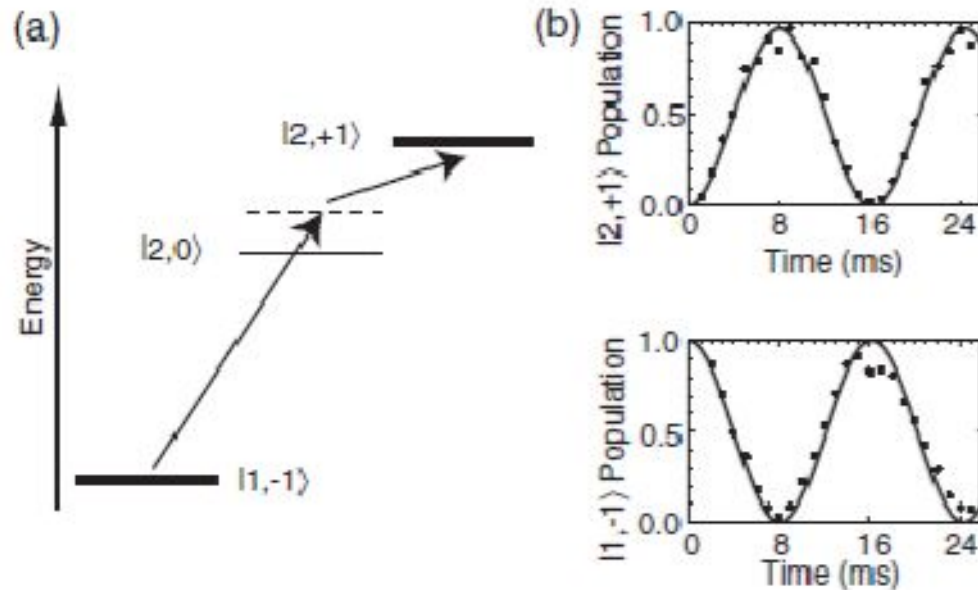 (a)
Energy
|2,+1⟩
|2,0⟩
|1,-1⟩
(b)
|2,+1⟩ Population
1.0
0.5
0.0
0 8 16 24
Time (ms)
|1,-1⟩ Population
1.0
0.5
0.0
0 8 16 24
Time (ms)